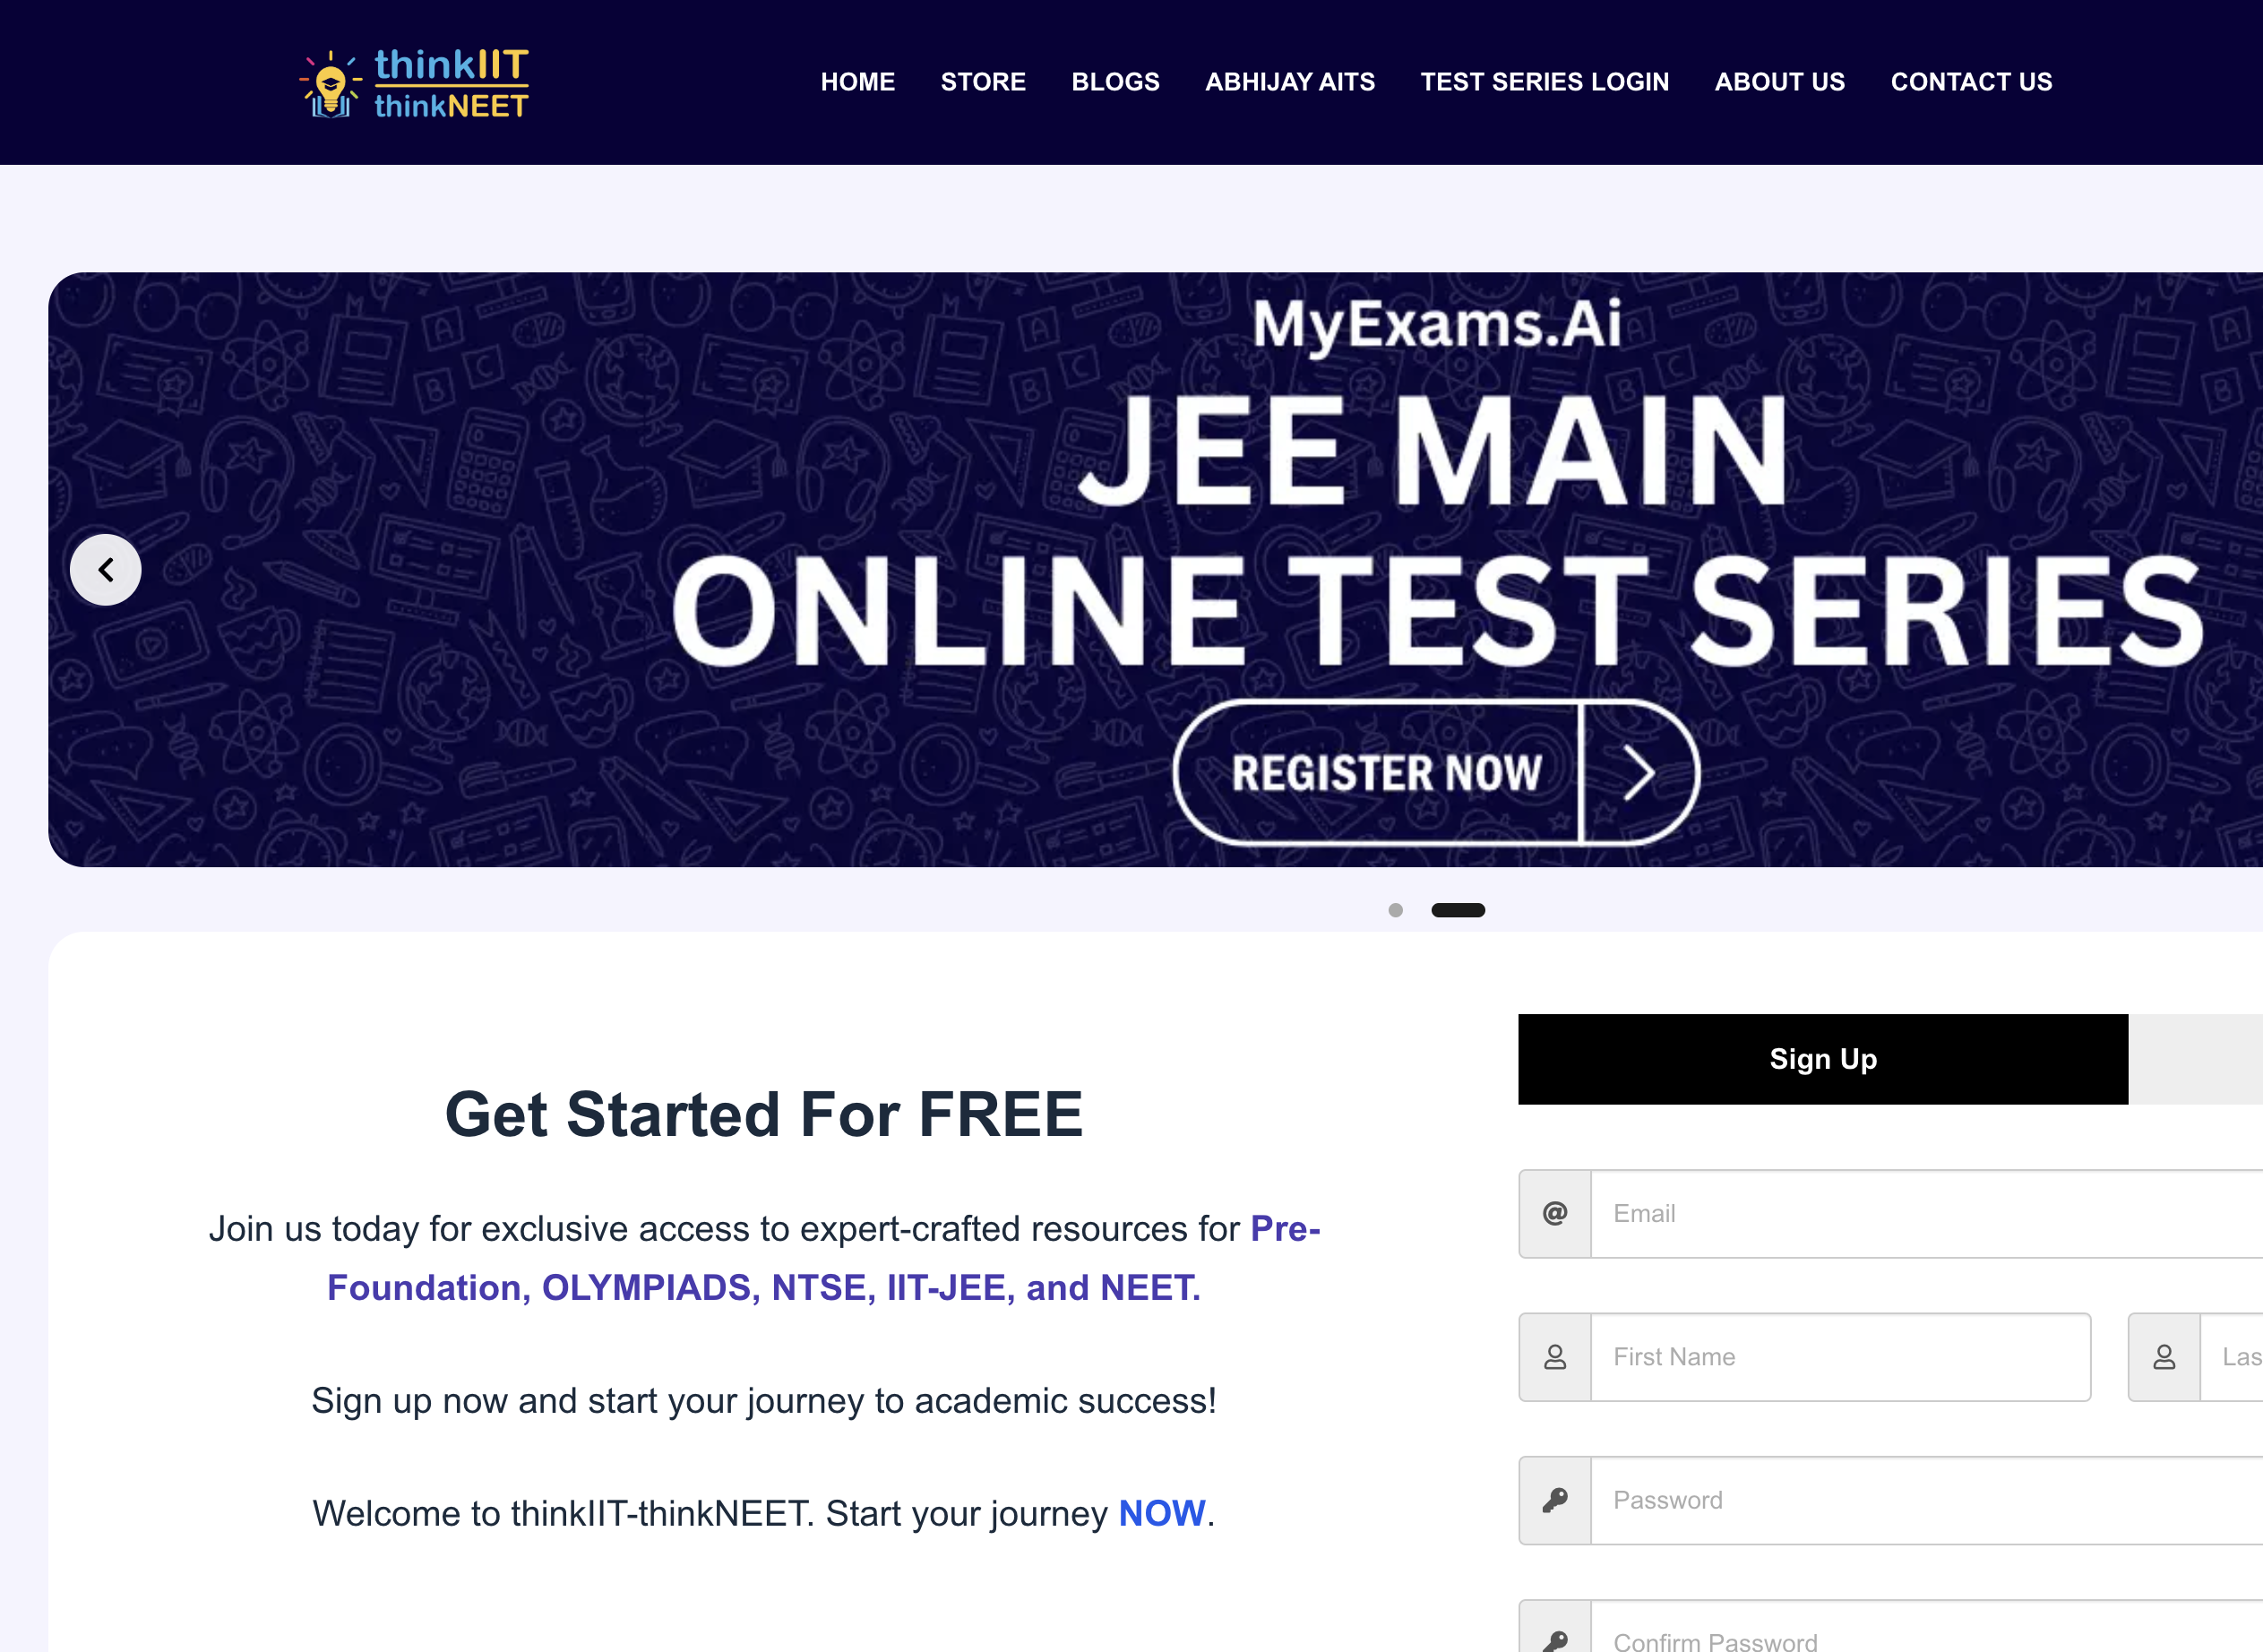 thinkIIT
thinkNEET
HOME STORE BLOGS ABHIJAY AITS TEST SERIES LOGIN ABOUT US CONTACT US
MyExams.Ai
JEE MAIN
ONLINE TEST SERIES
REGISTER NOW
Get Started For FREE
Join us today for exclusive access to expert-crafted resources for Pre-
Foundation, OLYMPIADS, NTSE, IIT-JEE, and NEET.
Sign up now and start your journey to academic success!
Welcome to thinkIIT-thinkNEET. Start your journey NOW.
Sign Up
Email
First Name
Password
Confirm Password